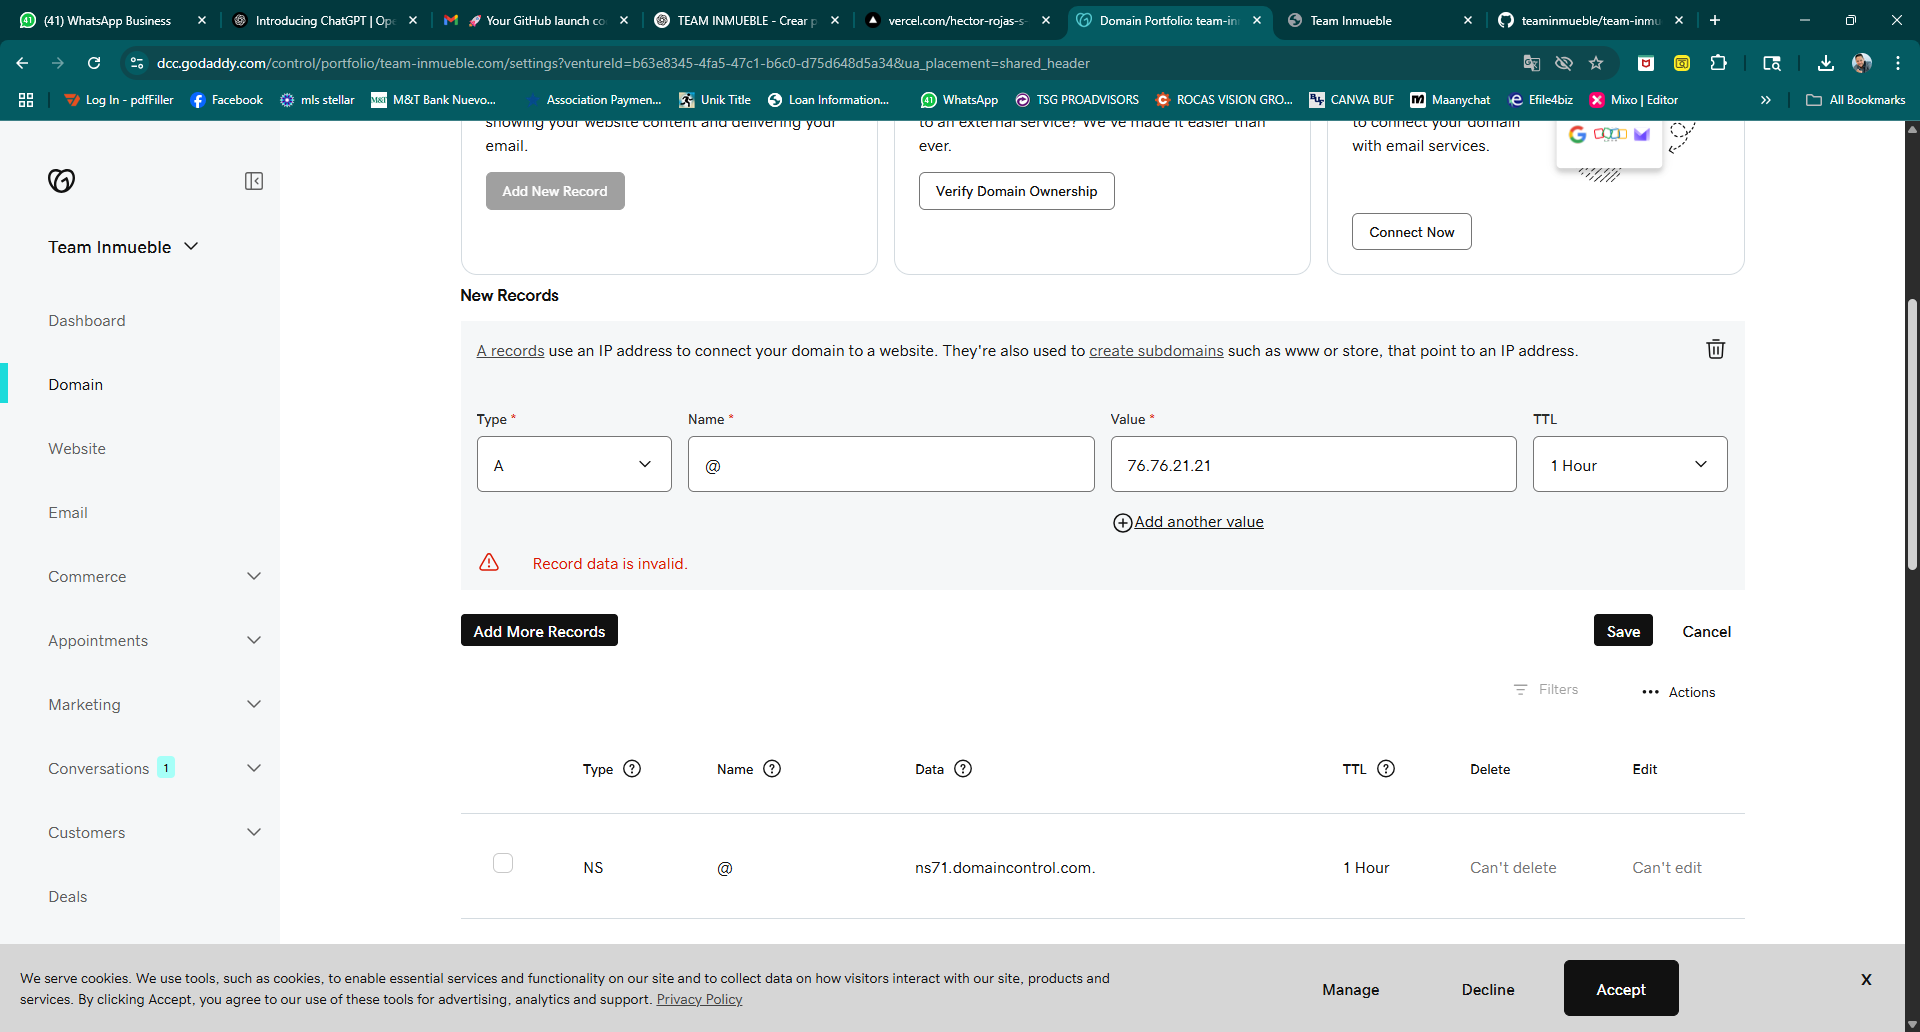 (41) WhatsApp Business
Introducing ChatGPT | Ope
Your GitHub launch co
TEAM INMUEBLE - Crear p
vercel.com/hector-rojas-s
Domain Portfolio: team-in
Team Inmueble
teaminmueble/team-inmu
dcc.godaddy.com/control/portfolio/team-inmueble.com/settings?ventureId=b63e8345-4fa5-47c1-b6c0-d75d648d5a34&ua_placement=shared_header
Log In - pdfFiller
Facebook
mls stellar
M&T Bank Nuevo...
Association Paymen...
Unik Title
Loan Information...
WhatsApp
TSG PROADVISORS
ROCAS VISION GRO...
CANVA BUF
Maanychat
Efile4biz
Mixo | Editor
All Bookmarks
showing your website content and delivering your
email.
Add New Record
to an external service? We've made it easier than
ever.
Verify Domain Ownership
to connect your domain
with email services.
Connect Now
Team Inmueble
Dashboard
Domain
Website
Email
Commerce
Appointments
Marketing
Conversations 1
Customers
Deals
New Records
A records use an IP address to connect your domain to a website. They're also used to create subdomains such as www or store, that point to an IP address.
Type *
Name *
Value *
TTL
A
@
76.76.21.21
1 Hour
Add another value
Record data is invalid.
Add More Records
Save
Cancel
Filters
Actions
Type
Name
Data
TTL
Delete
Edit
NS
@
ns71.domaincontrol.com.
1 Hour
Can't delete
Can't edit
We serve cookies. We use tools, such as cookies, to enable essential services and functionality on our site and to collect data on how visitors interact with our site, products and
services. By clicking Accept, you agree to our use of these tools for advertising, analytics and support. Privacy Policy
Manage
Decline
Accept
X